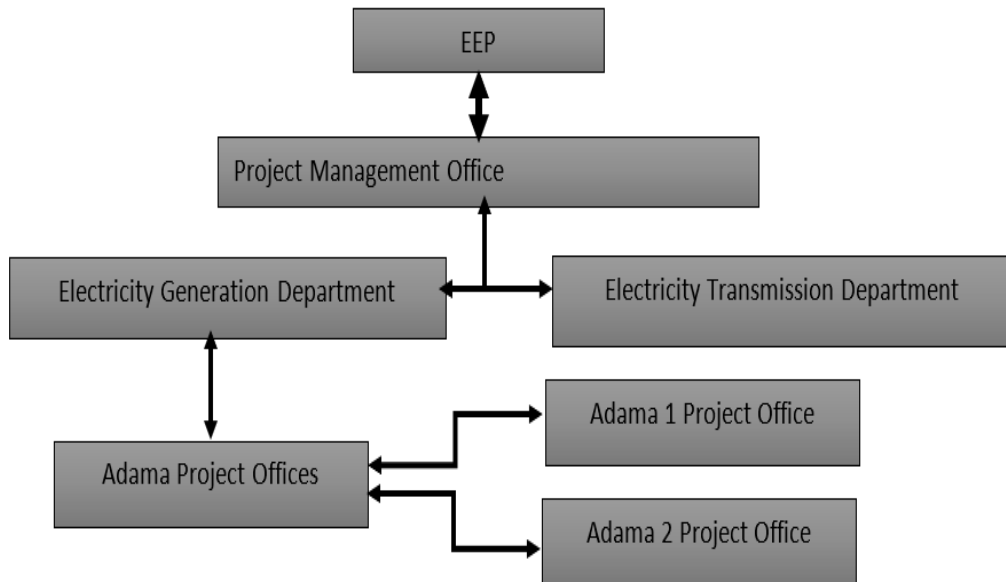 EEP
Project Management Office
Electricity Generation Department
Electricity Transmission Department
Adama 1 Project Office
Adama Project Offices
Adama 2 Project Office